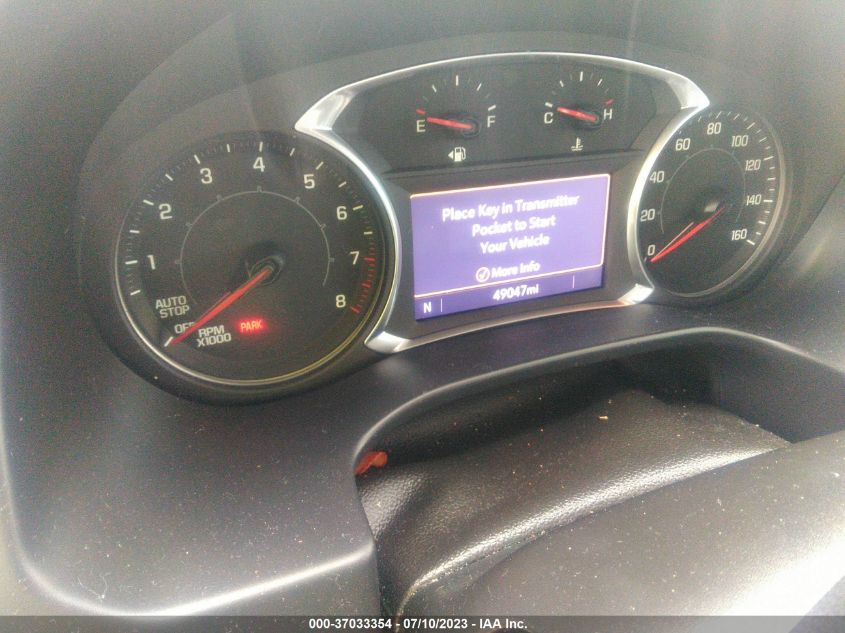 E F
C H
1 2 3 4 5 6 7 8
AUTO
STOP
OFF
RPM
X1000
PARK
Place Key in Transmitter
Pocket to Start
Your Vehicle
More Info
49047mi
N
0 20 40 60 80 100 120 140 160
000-37033354 - 07/10/2023 - IAA Inc.